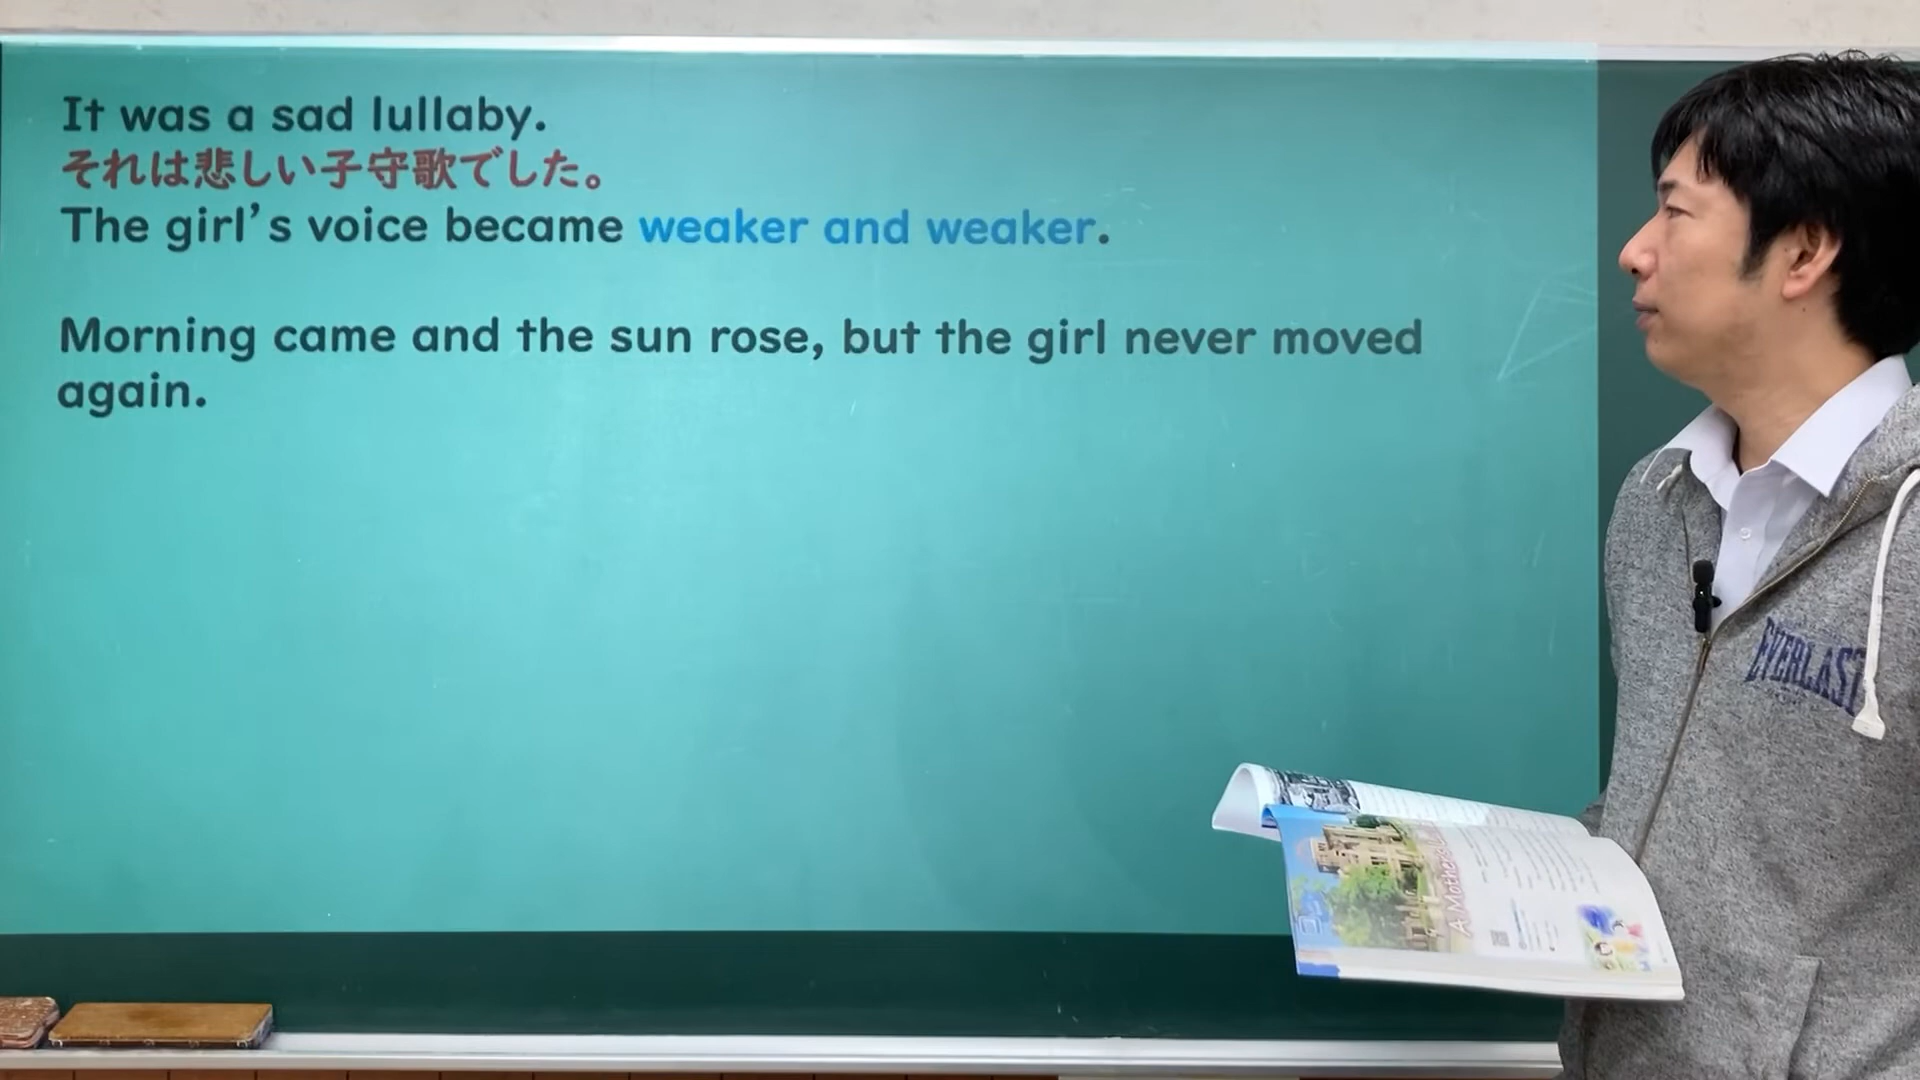 It was a sad lullaby.
それは悲しい子守歌でした。
The girl's voice became weaker and weaker.
Morning came and the sun rose, but the girl never moved
again.
EVERLAST
A Mother's